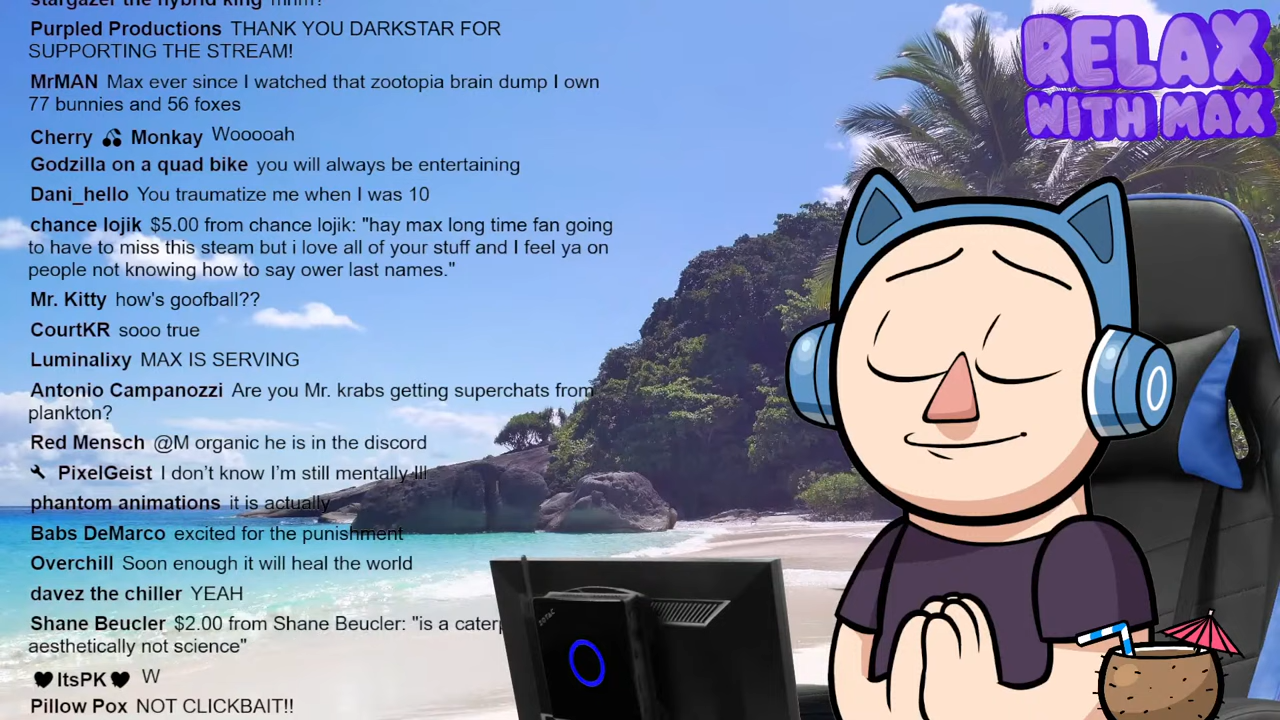 stargazer the hybrid king mhm?
Purpled Productions THANK YOU DARKSTAR FOR
SUPPORTING THE STREAM!
MrMAN Max ever since I watched that zootopia brain dump I own
77 bunnies and 56 foxes
Cherry 🍒 Monkay Wooooah
Godzilla on a quad bike you will always be entertaining
Dani_hello You traumatize me when I was 10
chance lojik $5.00 from chance lojik: "hay max long time fan going
to have to miss this steam but i love all of your stuff and I feel ya on
people not knowing how to say ower last names."
Mr. Kitty how's goofball??
CourtKR sooo true
Luminalixy MAX IS SERVING
Antonio Campanozzi Are you Mr. krabs getting superchats from
plankton?
Red Mensch @M organic he is in the discord
PixelGeist I don’t know I’m still mentally Ill
phantom animations it is actually
Babs DeMarco excited for the punishment
Overchill Soon enough it will heal the world
davez the chiller YEAH
Shane Beucler $2.00 from Shane Beucler: "is a
aesthetically not science"
🖤ItsPK🖤 W
Pillow Pox NOT CLICKBAIT!!
RELAX
WITH MAX
ZOTAC